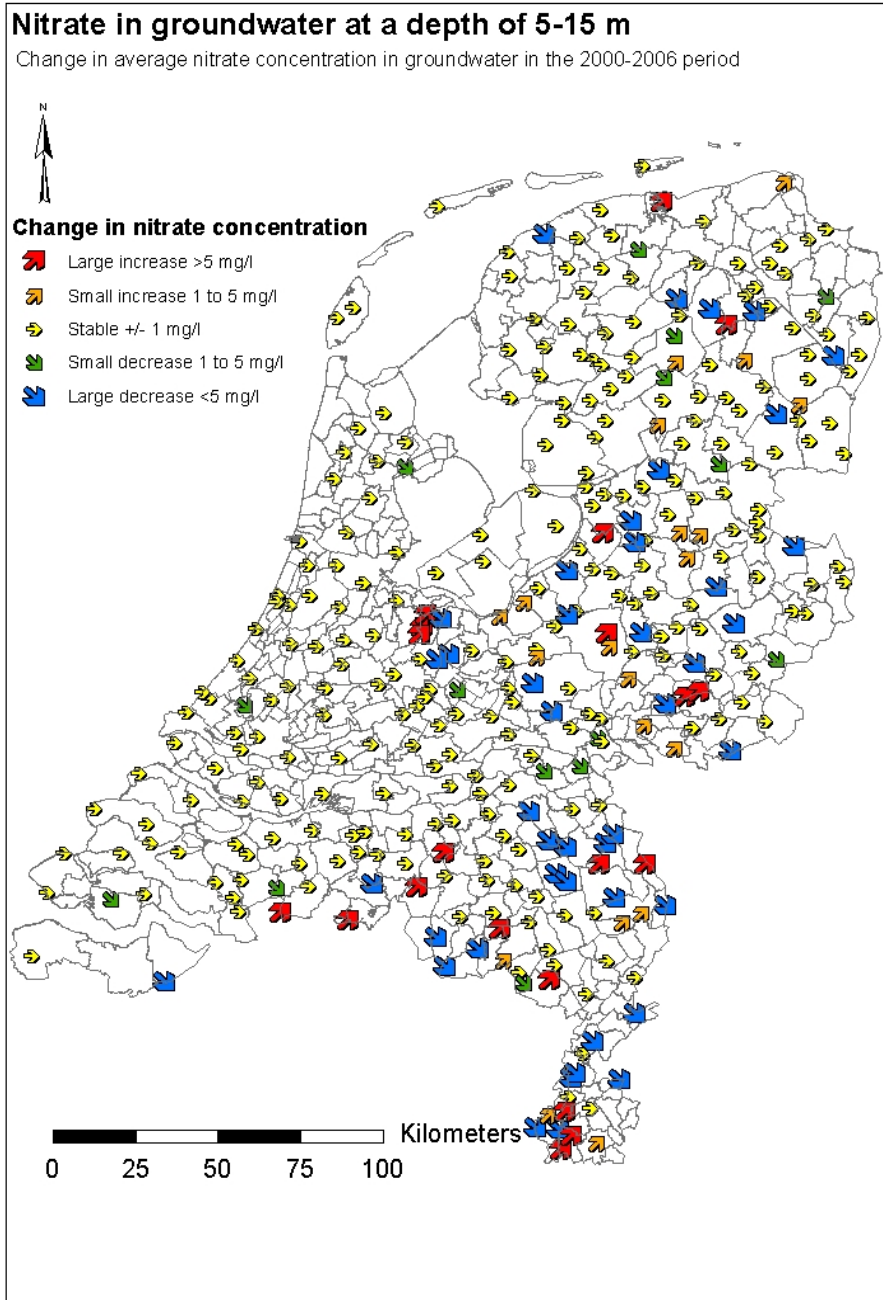 Nitrate in groundwater at a depth of 5-15 m
Change in average nitrate concentration in groundwater in the 2000-2006 period
N
Change in nitrate concentration
Large increase >5 mg/l
Small increase 1 to 5 mg/l
Stable +/- 1 mg/l
Small decrease 1 to 5 mg/l
Large decrease <5 mg/l
Kilometers
0 25 50 75 100